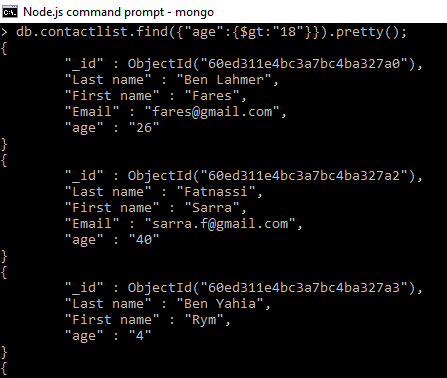 Node.js command prompt - mongo
> db.contactlist.find({"age":{$gt:"18"}}).pretty();
{
        "_id" : ObjectId("60ed311e4bc3a7bc4ba327a0"),
        "Last name" : "Ben Lahmer",
        "First name" : "Fares",
        "Email" : "fares@gmail.com",
        "age" : "26"
}
{
        "_id" : ObjectId("60ed311e4bc3a7bc4ba327a2"),
        "Last name" : "Fatnassi",
        "First name" : "Sarra",
        "Email" : "sarra.f@gmail.com",
        "age" : "40"
}
{
        "_id" : ObjectId("60ed311e4bc3a7bc4ba327a3"),
        "Last name" : "Ben Yahia",
        "First name" : "Rym",
        "age" : "4"
}
{